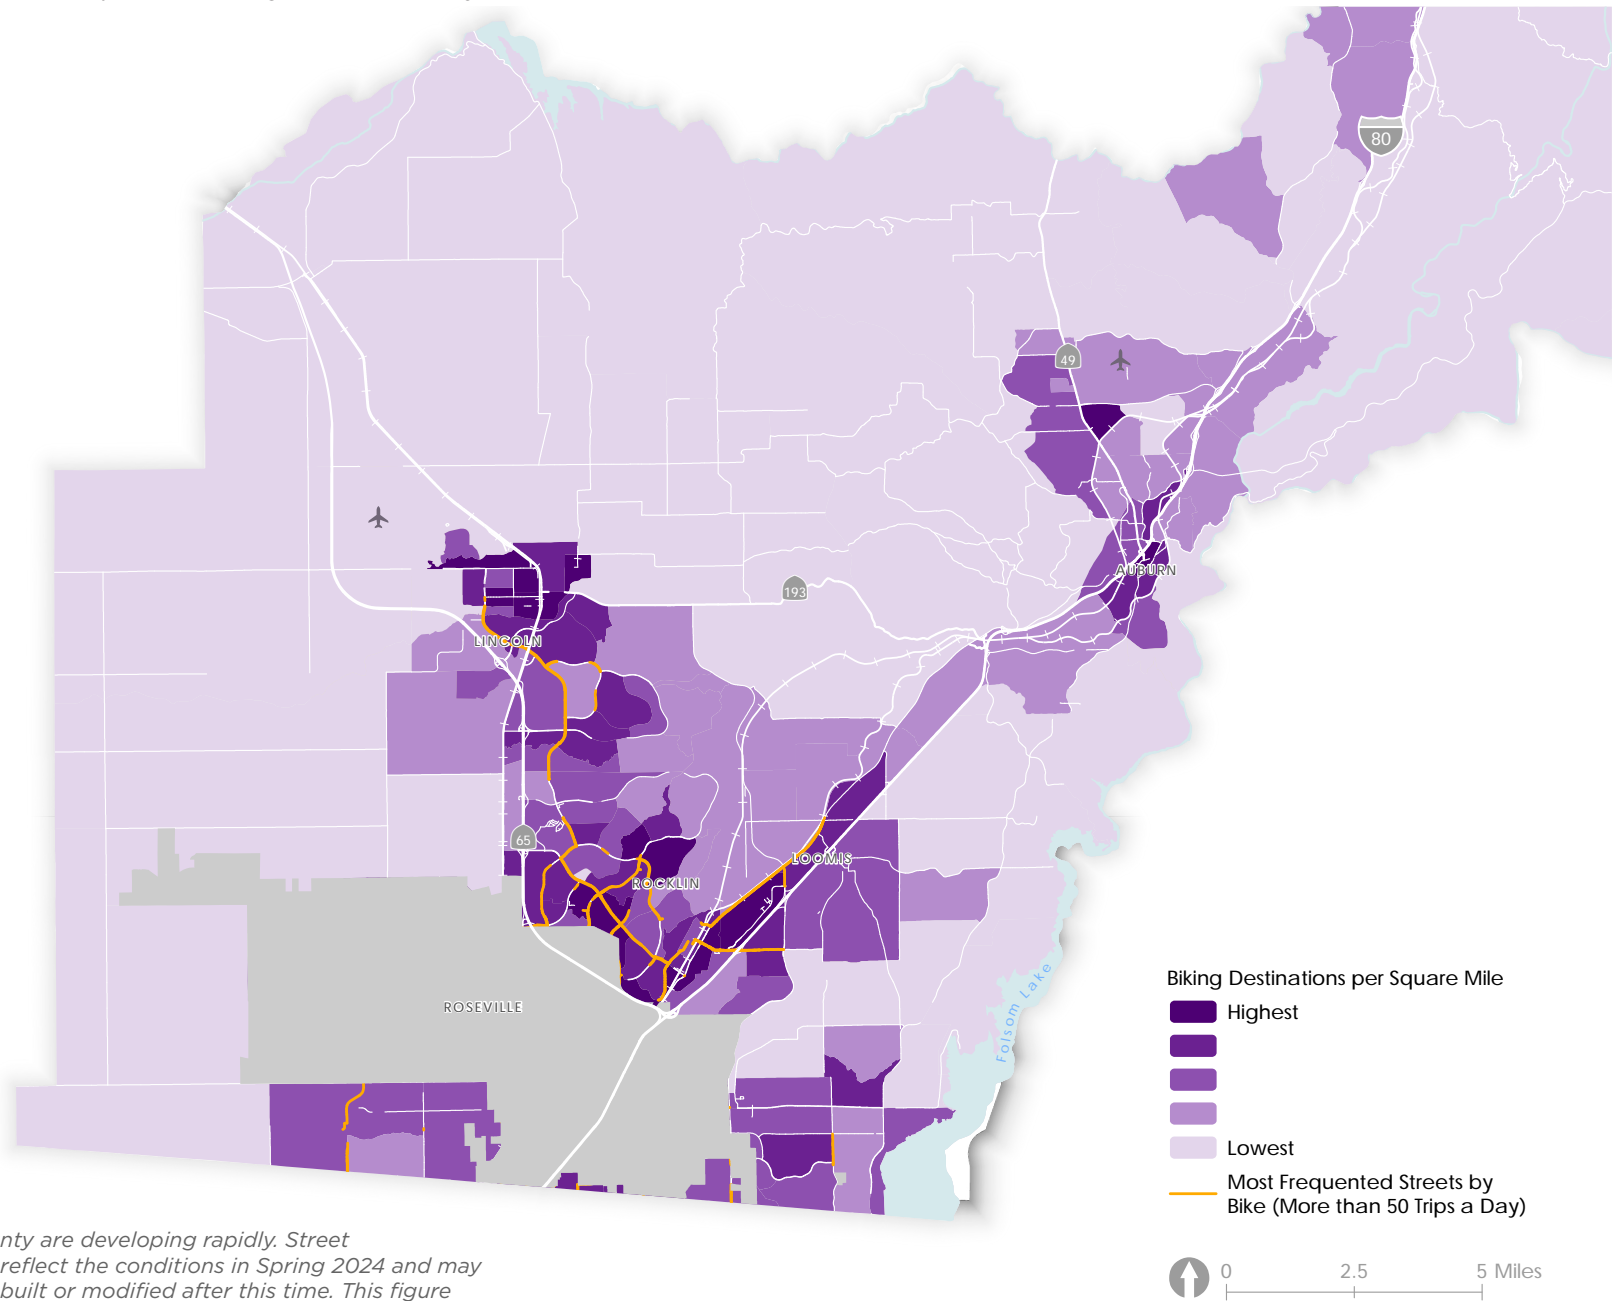 80
49
AUBURN
193
LINCOLN
65
LOOMIS
ROCKLIN
ROSEVILLE
Folsom Lake
Biking Destinations per Square Mile
Highest
Lowest
Most Frequented Streets by
Bike (More than 50 Trips a Day)
0 2.5 5 Miles
nty are developing rapidly. Street
reflect the conditions in Spring 2024 and may
built or modified after this time. This figure